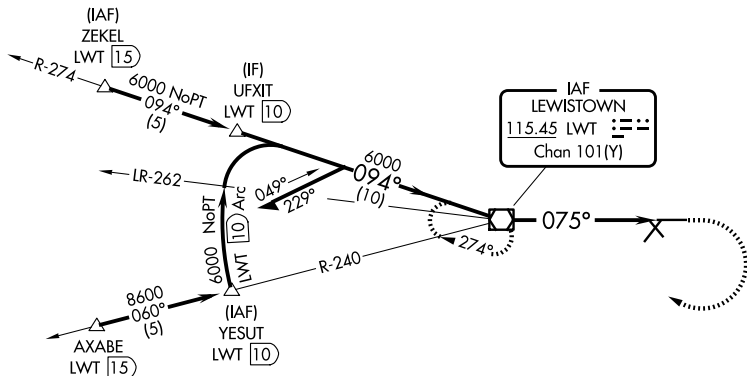 (IAF)
ZEKEL
LWT 15
R-274
6000 NoPT
094°
(5)
(IF)
UFXIT
LWT 10
IAF
LEWISTOWN
115.45 LWT
Chan 101(Y)
LR-262
049°
229°
6000
094°
(10)
075°
274°
6000 NoPT
LWT 10 Arc
R-240
8600
060°
(5)
(IAF)
YESUT
LWT 10
AXABE
LWT 15